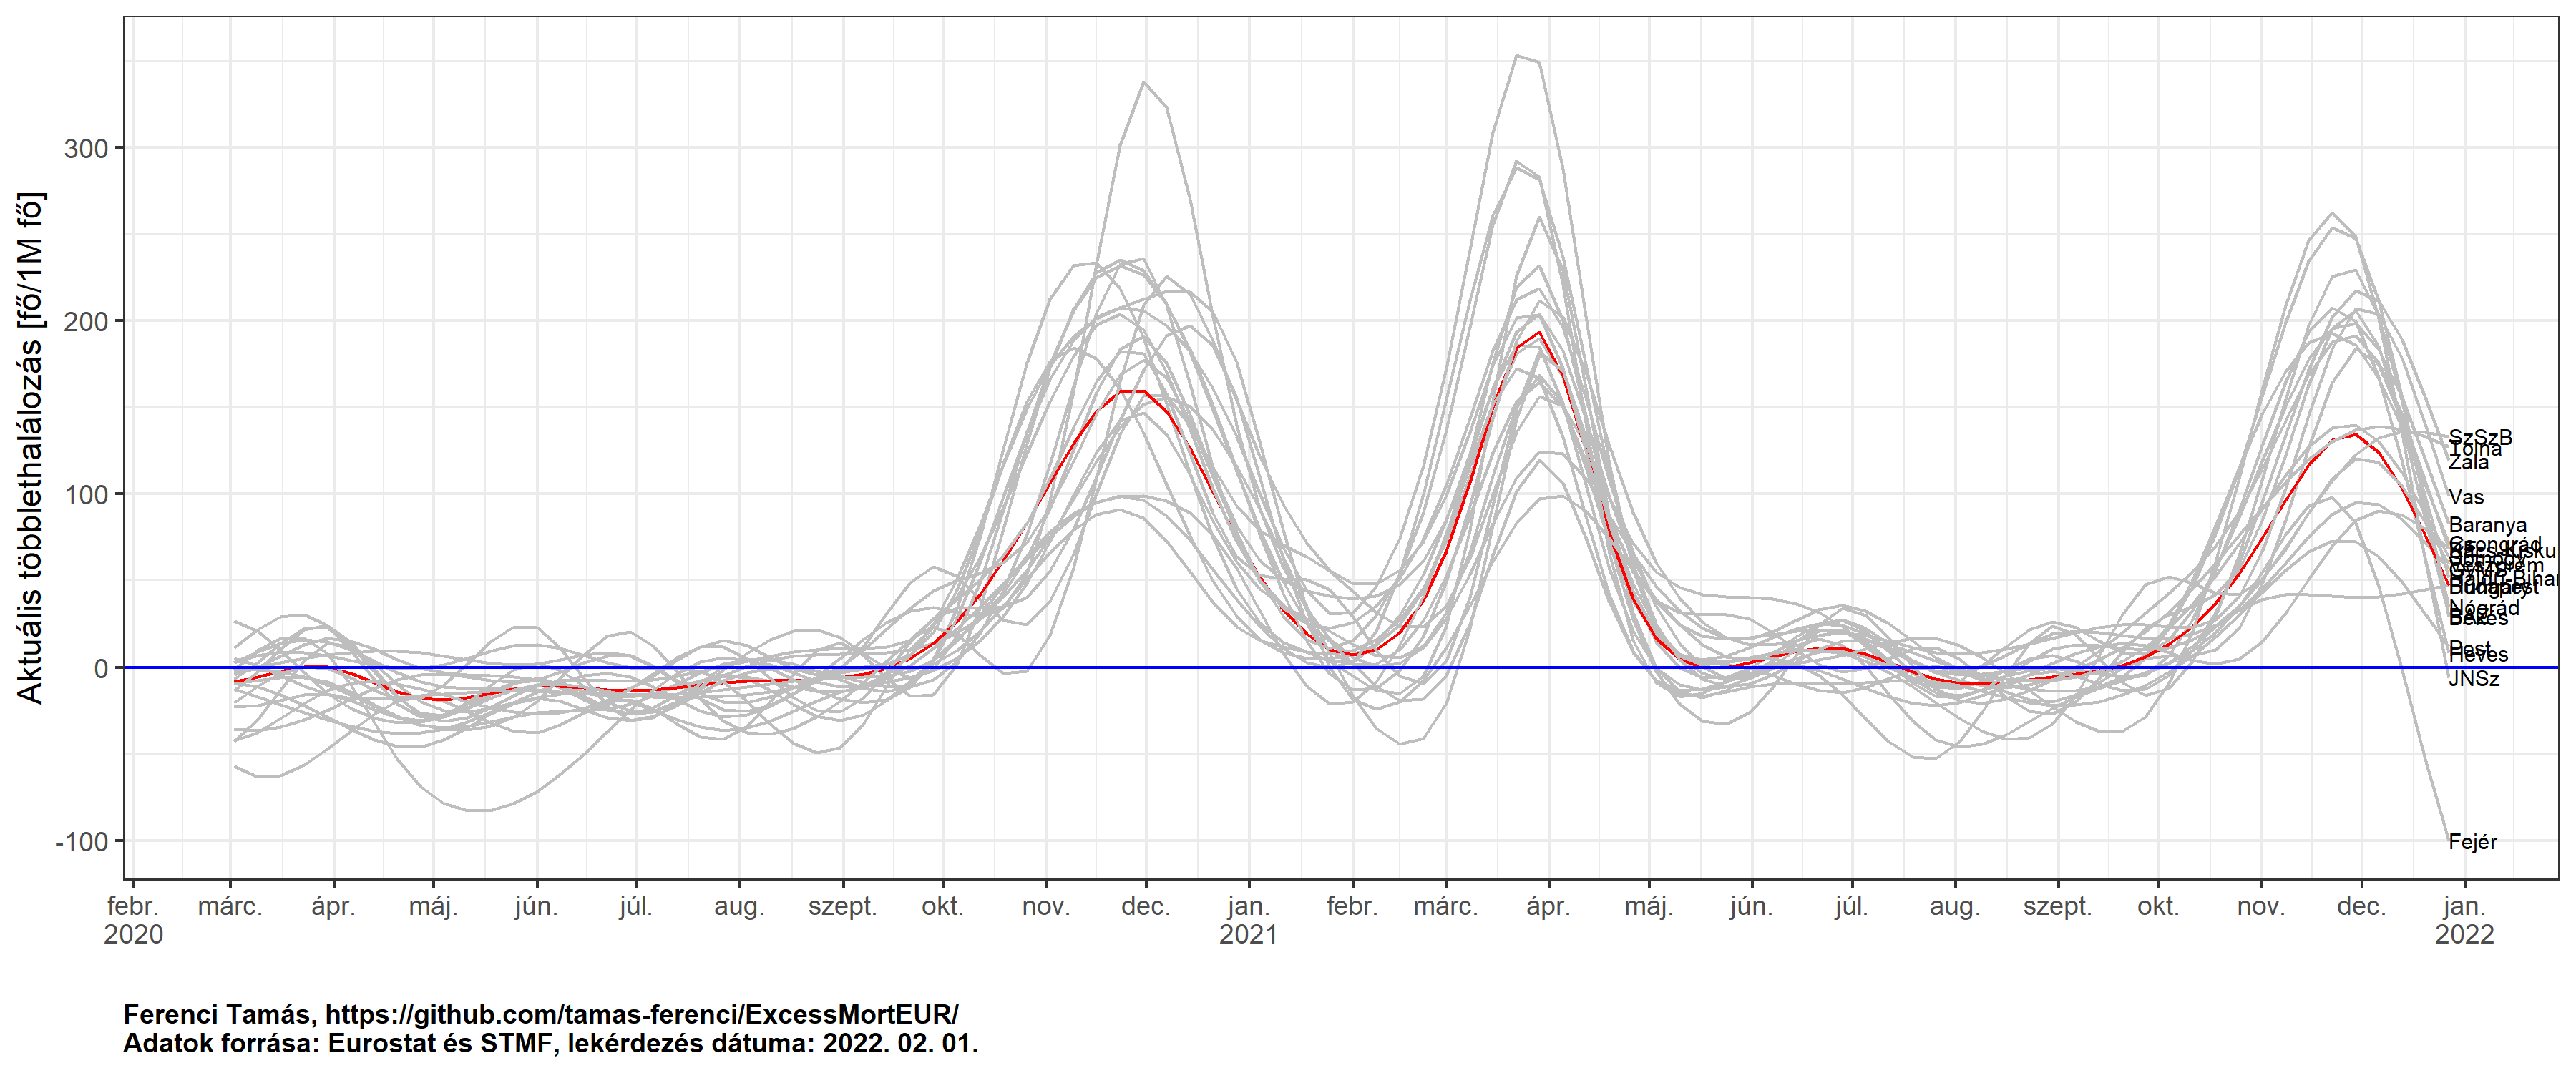 Aktuális többlethalálozás [fő/1M fő]
300
200
100
0
-100
SzSzB
Tolna
Zala
Vas
Baranya
Csongrád
Nógrád
Békés
Pest
Heves
JNSz
Fejér
febr. márc. ápr. máj. jún. júl. aug. szept. okt. nov. dec. jan. febr. márc. ápr. máj. jún. júl. aug. szept. okt. nov. dec. jan.
2020 2021 2022
Ferenci Tamás, https://github.com/tamas-ferenci/ExcessMortEUR/
Adatok forrása: Eurostat és STMF, lekérdezés dátuma: 2022. 02. 01.